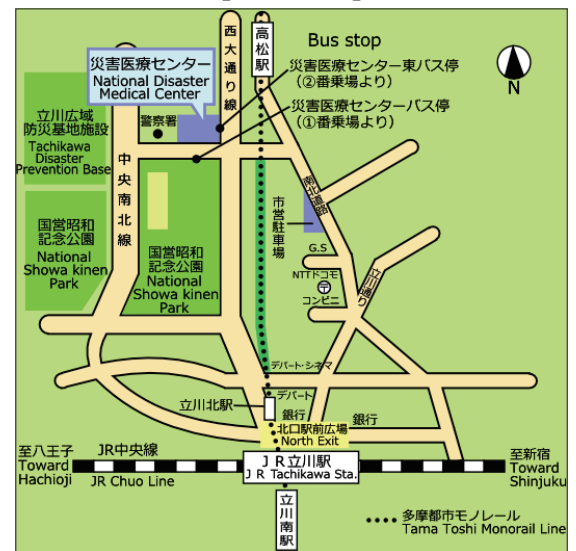 西大通り線
高松駅
Bus stop
災害医療センター
National Disaster
Medical Center
災害医療センター東バス停
(②番乗場より)
災害医療センターバス停
(①番乗場より)
N
立川広域
防災基地施設
Tachikawa
Disaster
Prevention Base
警察署
中央南北線
南北道路
市営駐車場
国営昭和
記念公園
National
Showa kinen
Park
国営昭和
記念公園
National
Showa kinen
Park
G.S
NTTドコモ
〒
コンビニ
立川通り
デパート・シネマ
デパート
立川北駅
銀行
銀行
北口駅前広場
North Exit
至八王子
Toward
Hachioji
JR中央線
JR Chuo Line
JR立川駅
JR Tachikawa Sta.
至新宿
Toward
Shinjuku
立川南駅
多摩都市モノレール
Tama Toshi Monorail Line